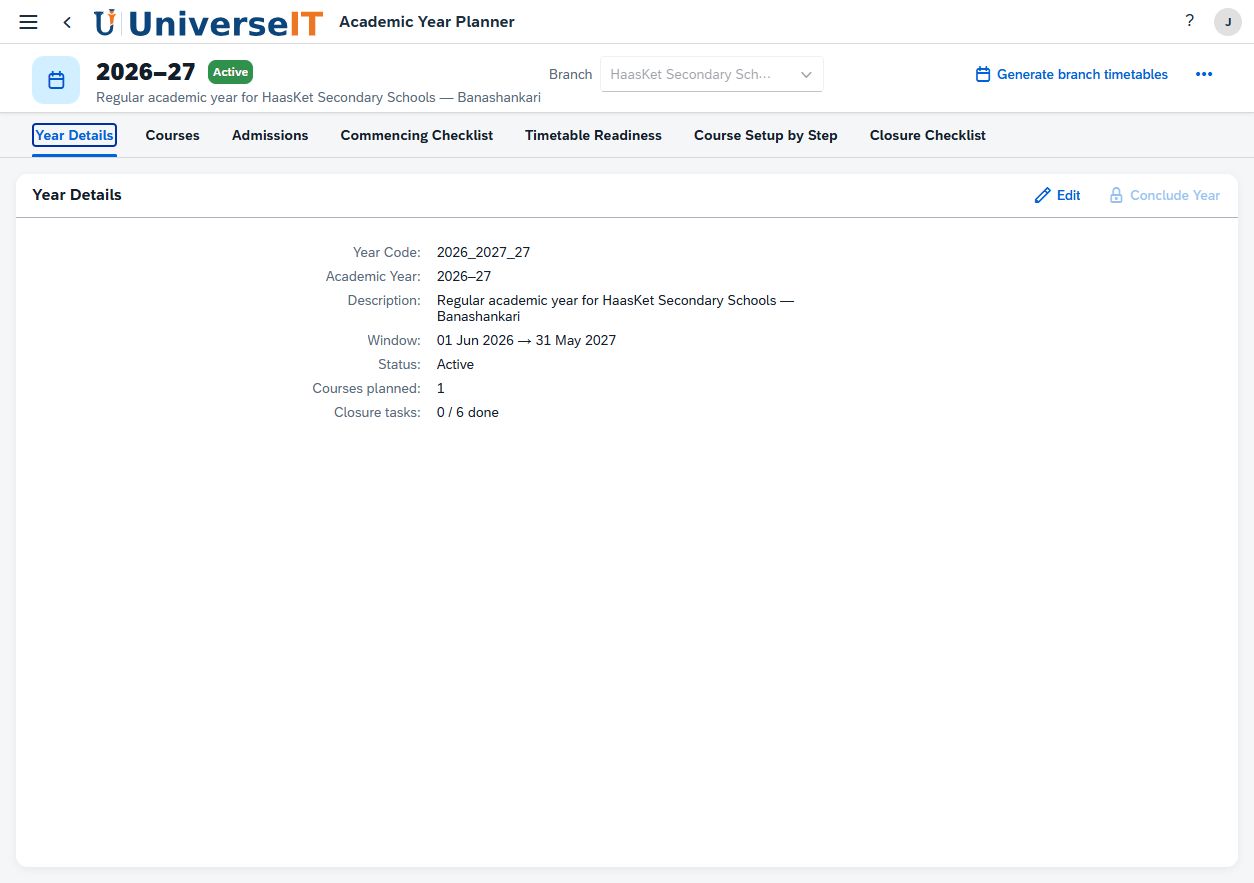 UniverseIT Academic Year Planner ? J
2026–27 Active
Regular academic year for HaasKet Secondary Schools — Banashankari
Branch HaasKet Secondary Sch...
Generate branch timetables
Year Details Courses Admissions Commencing Checklist Timetable Readiness Course Setup by Step Closure Checklist
Year Details Edit Conclude Year
Year Code: 2026_2027_27
Academic Year: 2026–27
Description: Regular academic year for HaasKet Secondary Schools —
Banashankari
Window: 01 Jun 2026 → 31 May 2027
Status: Active
Courses planned: 1
Closure tasks: 0 / 6 done